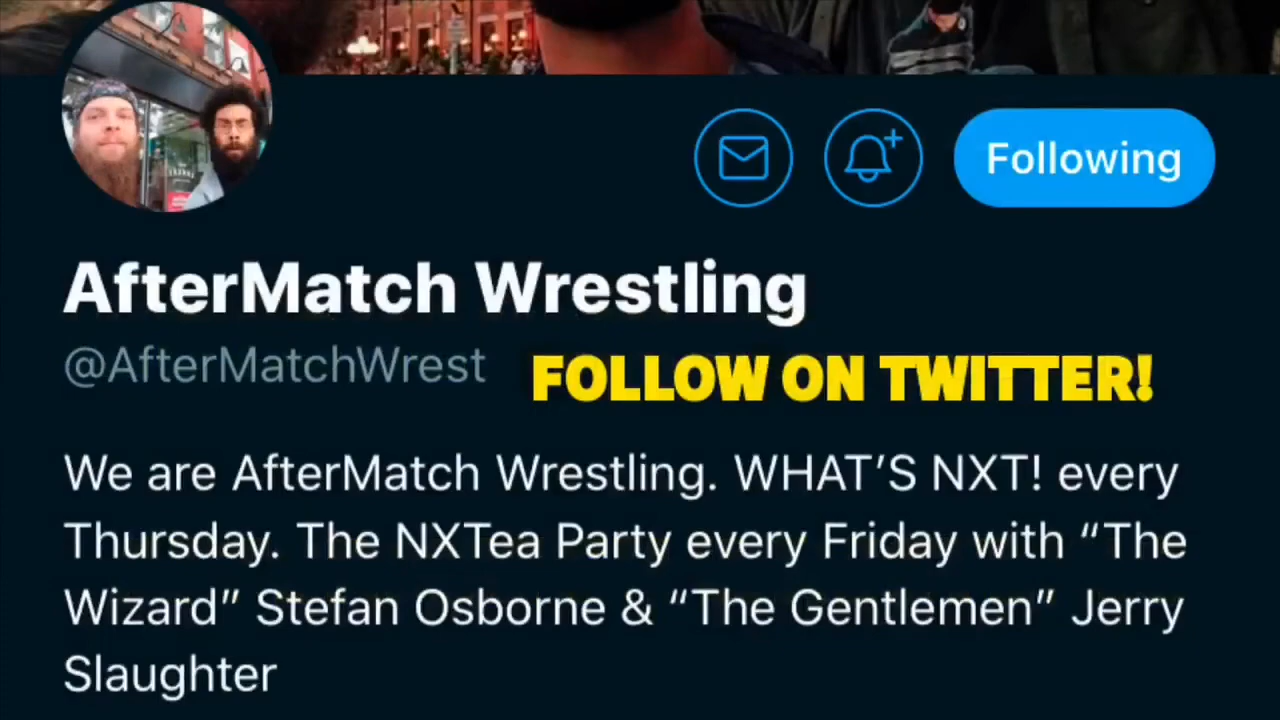 Following
AfterMatch Wrestling
@AfterMatchWrest
FOLLOW ON TWITTER!
We are AfterMatch Wrestling. WHAT’S NXT! every
Thursday. The NXTea Party every Friday with “The
Wizard” Stefan Osborne & “The Gentlemen” Jerry
Slaughter